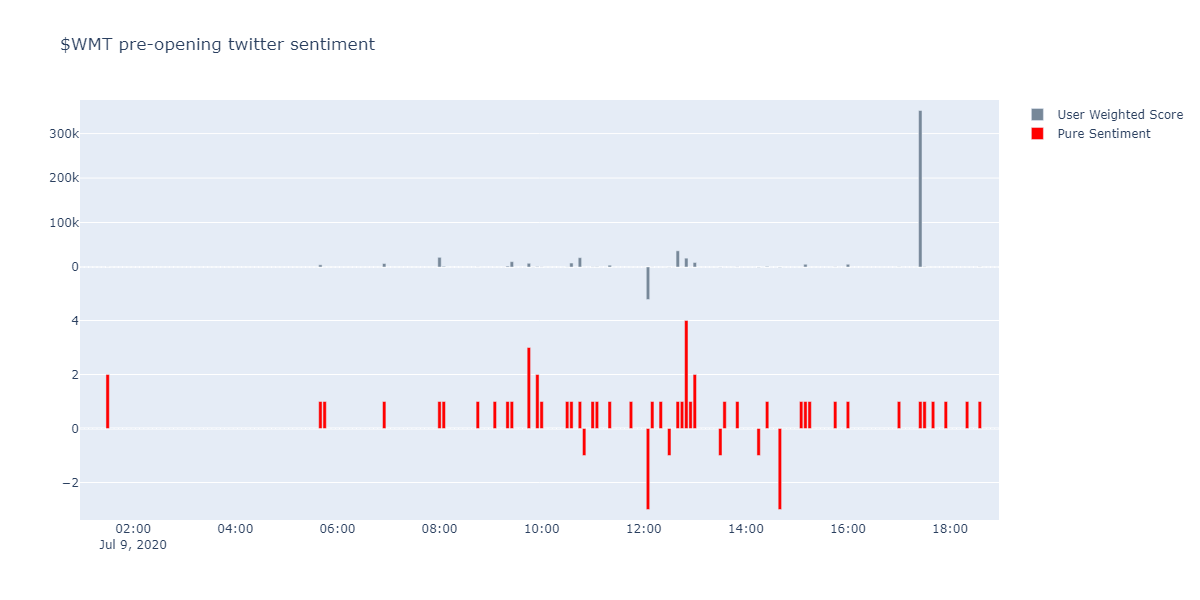 $WMT pre-opening twitter sentiment
User Weighted Score
Pure Sentiment
300k
200k
100k
0
4
2
0
−2
02:00 04:00 06:00 08:00 10:00 12:00 14:00 16:00 18:00
Jul 9, 2020